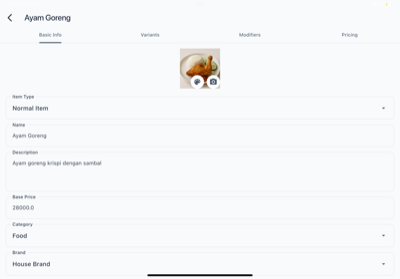 Ayam Goreng
Basic Info
Variants
Modifiers
Pricing
Item Type
Normal Item
Name
Ayam Goreng
Description
Ayam goreng krispi dengan sambal
Base Price
28000.0
Category
Food
Brand
House Brand